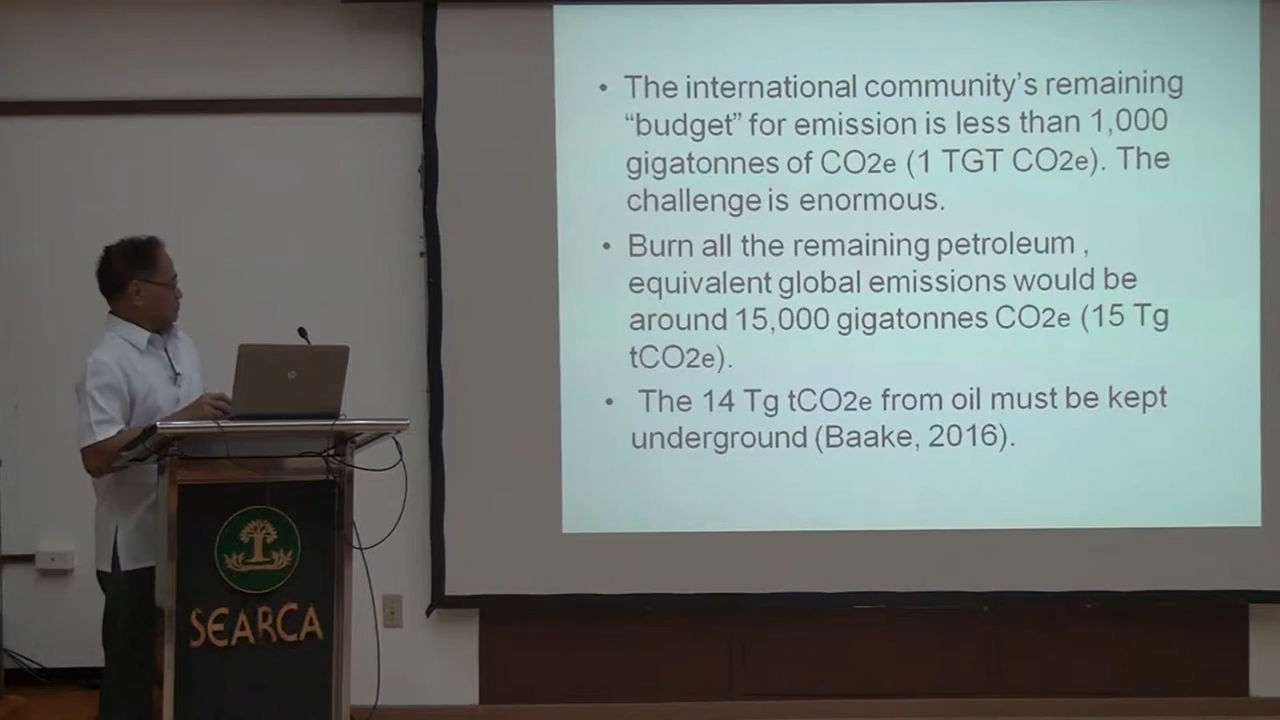 • The international community’s remaining
“budget” for emission is less than 1,000
gigatonnes of CO2e (1 TGT CO2e). The
challenge is enormous.
• Burn all the remaining petroleum ,
equivalent global emissions would be
around 15,000 gigatonnes CO2e (15 Tg
tCO2e).
• The 14 Tg tCO2e from oil must be kept
underground (Baake, 2016).
hp
SEARCA